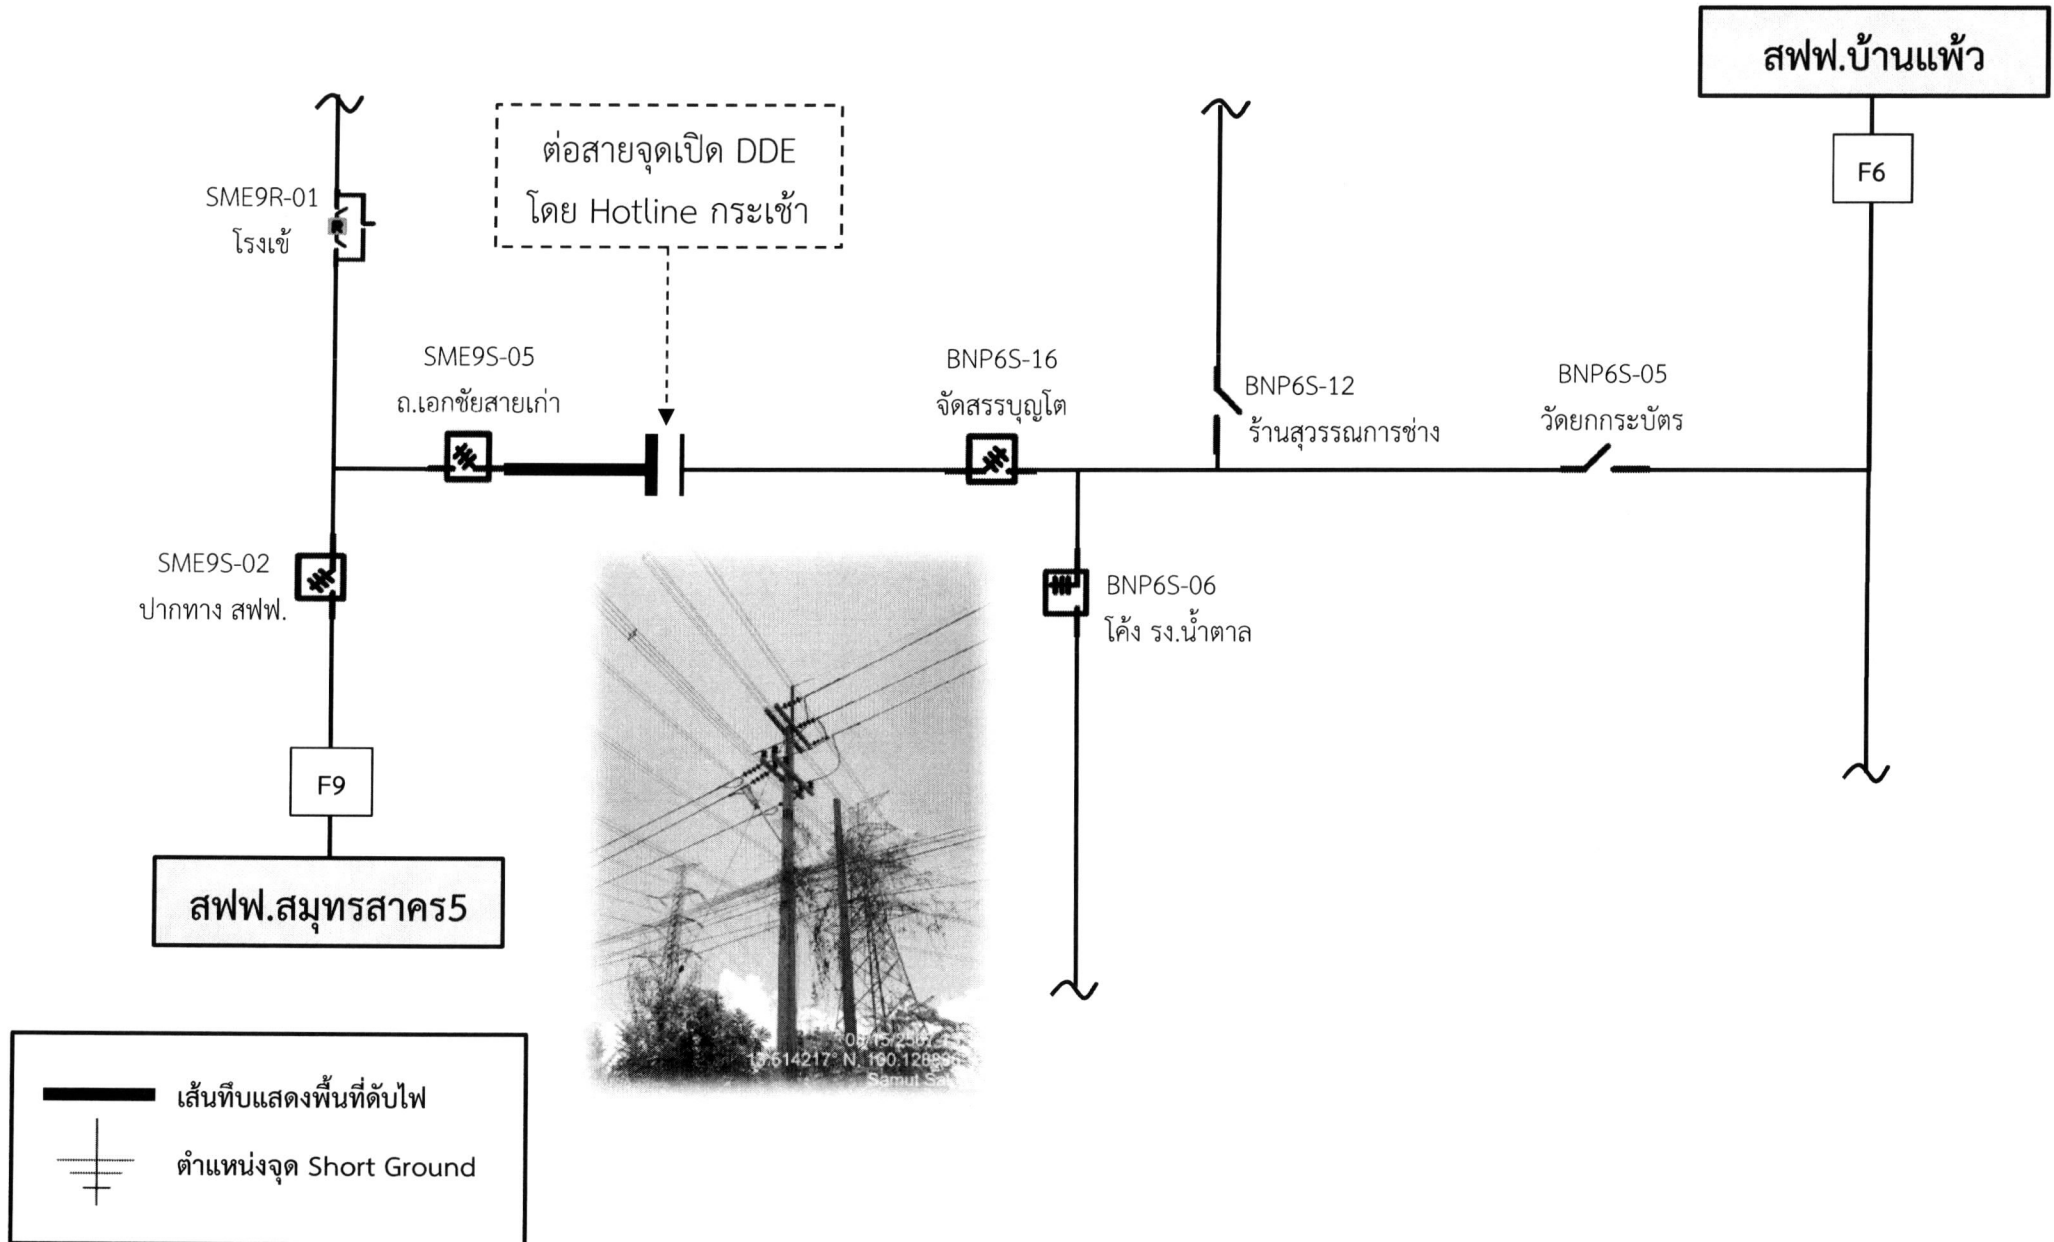 สฟฟ.บ้านแพ้ว
F6
ต่อสายจุดเปิด DDE
โดย Hotline กระเช้า
SME9R-01
โรงเข้
R
SME9S-05
ถ.เอกชัยสายเก่า
BNP6S-16
จัดสรรบุญโต
BNP6S-12
ร้านสุวรรณการช่าง
BNP6S-05
วัดยกกระบัตร
SME9S-02
ปากทาง สฟฟ.
BNP6S-06
โค้ง รง.น้ำตาล
F9
สฟฟ.สมุทรสาคร5
N,
Samut
เส้นทึบแสดงพื้นที่ดับไฟ
ตำแหน่งจุด Short Ground